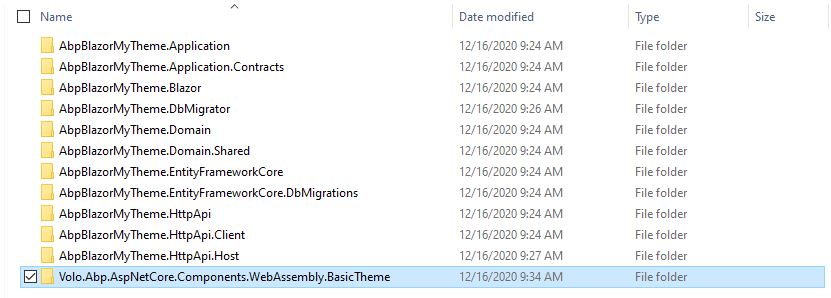 Name Date modified Type Size
AbpBlazorMyTheme.Application 12/16/2020 9:24 AM File folder
AbpBlazorMyTheme.Application.Contracts 12/16/2020 9:24 AM File folder
AbpBlazorMyTheme.Blazor 12/16/2020 9:24 AM File folder
AbpBlazorMyTheme.DbMigrator 12/16/2020 9:26 AM File folder
AbpBlazorMyTheme.Domain 12/16/2020 9:24 AM File folder
AbpBlazorMyTheme.Domain.Shared 12/16/2020 9:24 AM File folder
AbpBlazorMyTheme.EntityFrameworkCore 12/16/2020 9:24 AM File folder
AbpBlazorMyTheme.EntityFrameworkCore.DbMigrations 12/16/2020 9:24 AM File folder
AbpBlazorMyTheme.HttpApi 12/16/2020 9:24 AM File folder
AbpBlazorMyTheme.HttpApi.Client 12/16/2020 9:24 AM File folder
AbpBlazorMyTheme.HttpApi.Host 12/16/2020 9:27 AM File folder
Volo.Abp.AspNetCore.Components.WebAssembly.BasicTheme 12/16/2020 9:34 AM File folder